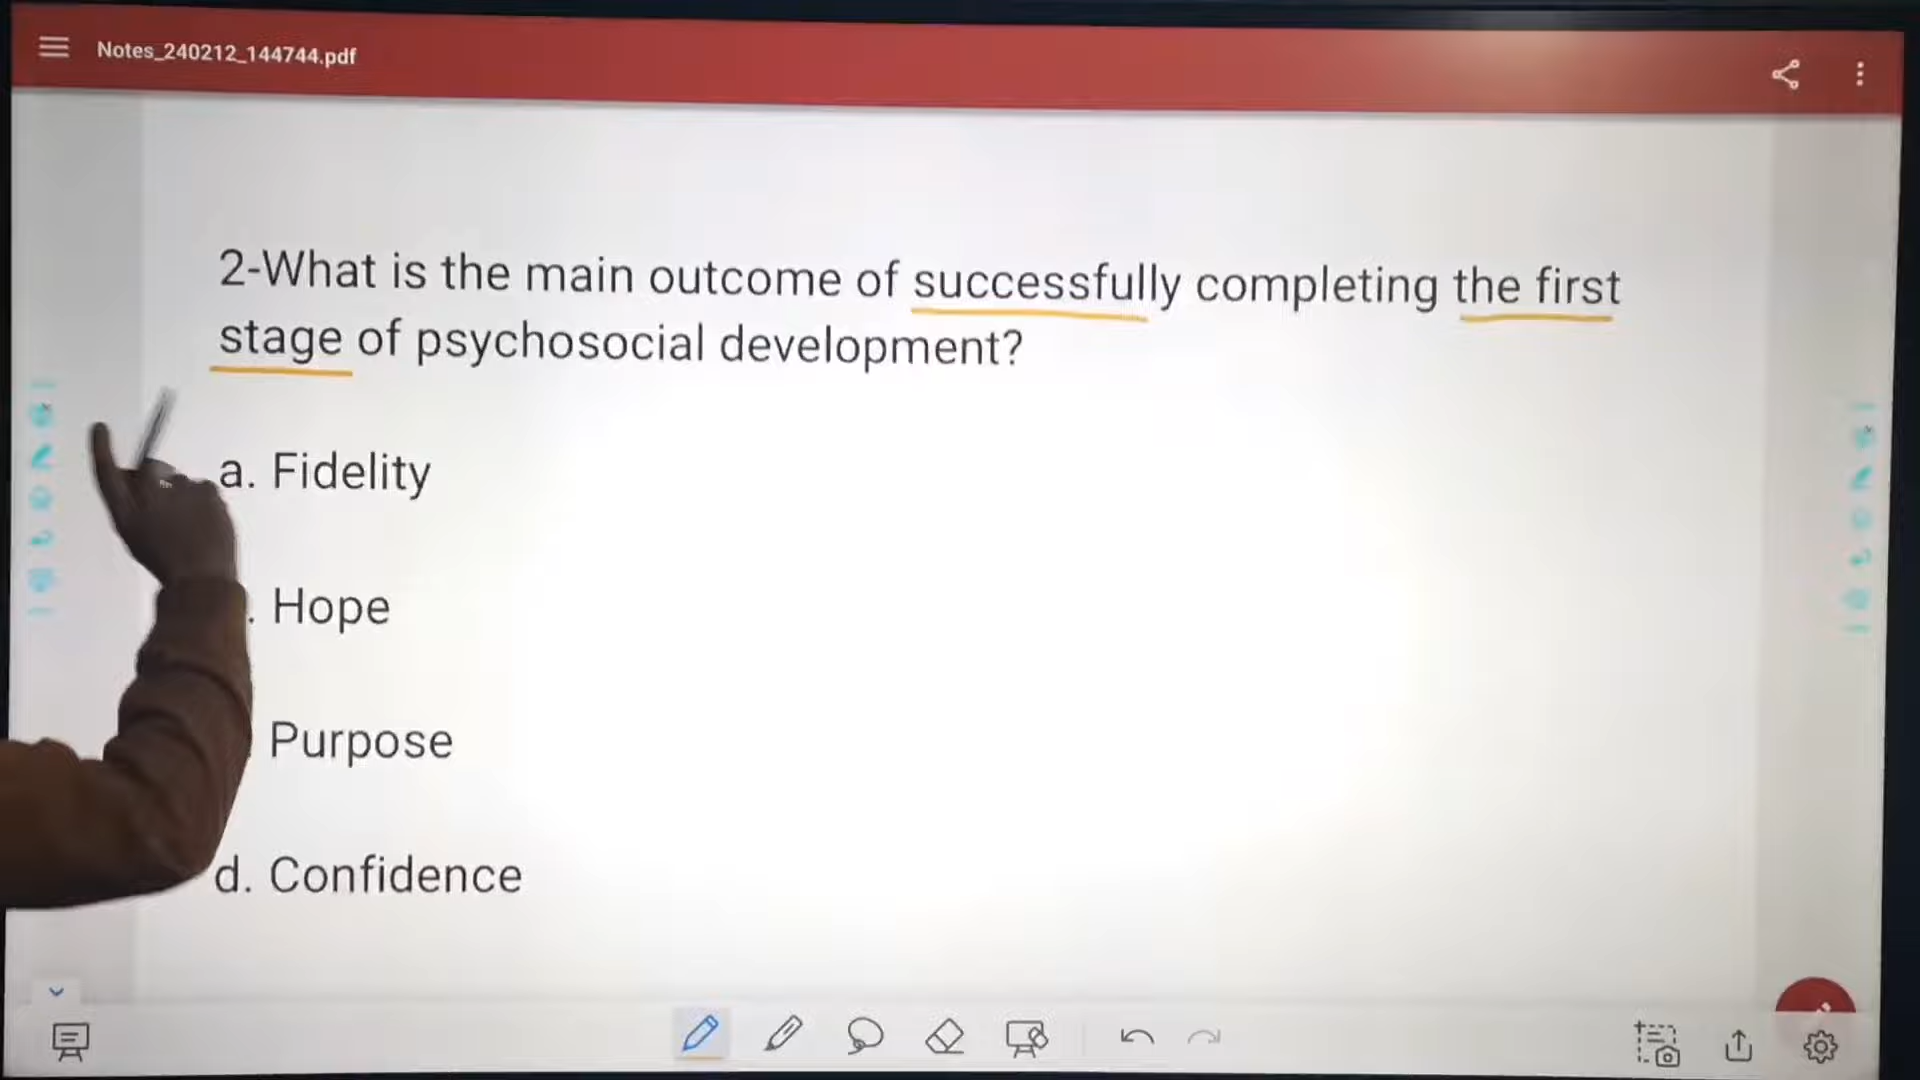 Notes_240212_144744.pdf
2-What is the main outcome of successfully completing the first
stage of psychosocial development?
a. Fidelity
. Hope
Purpose
d. Confidence